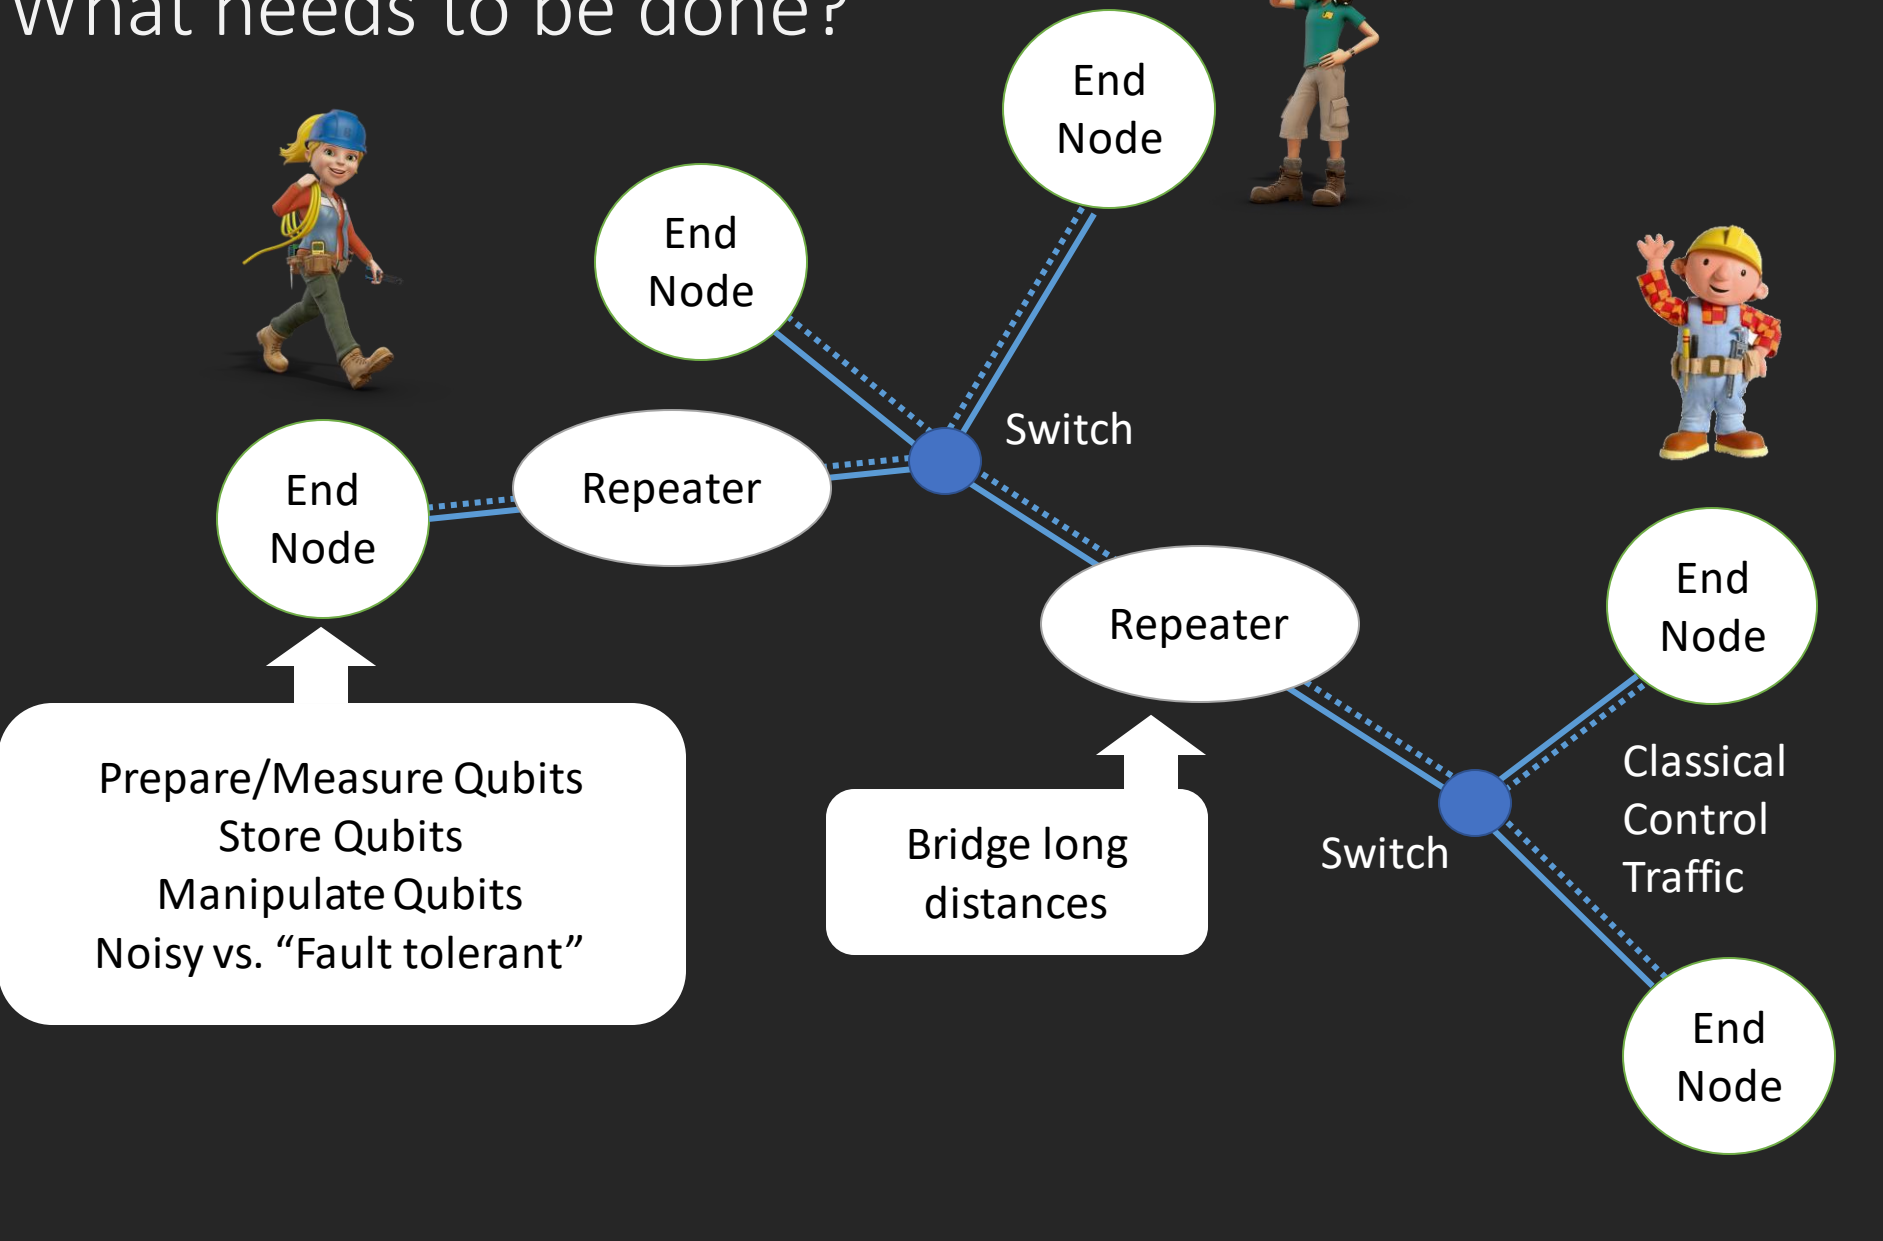 What needs to be done?
End
Node
End
Node
Switch
End
Node
Repeater
End
Node
Repeater
Classical
Control
Traffic
Switch
Prepare/Measure Qubits
Store Qubits
Manipulate Qubits
Noisy vs. “Fault tolerant”
Bridge long
distances
End
Node